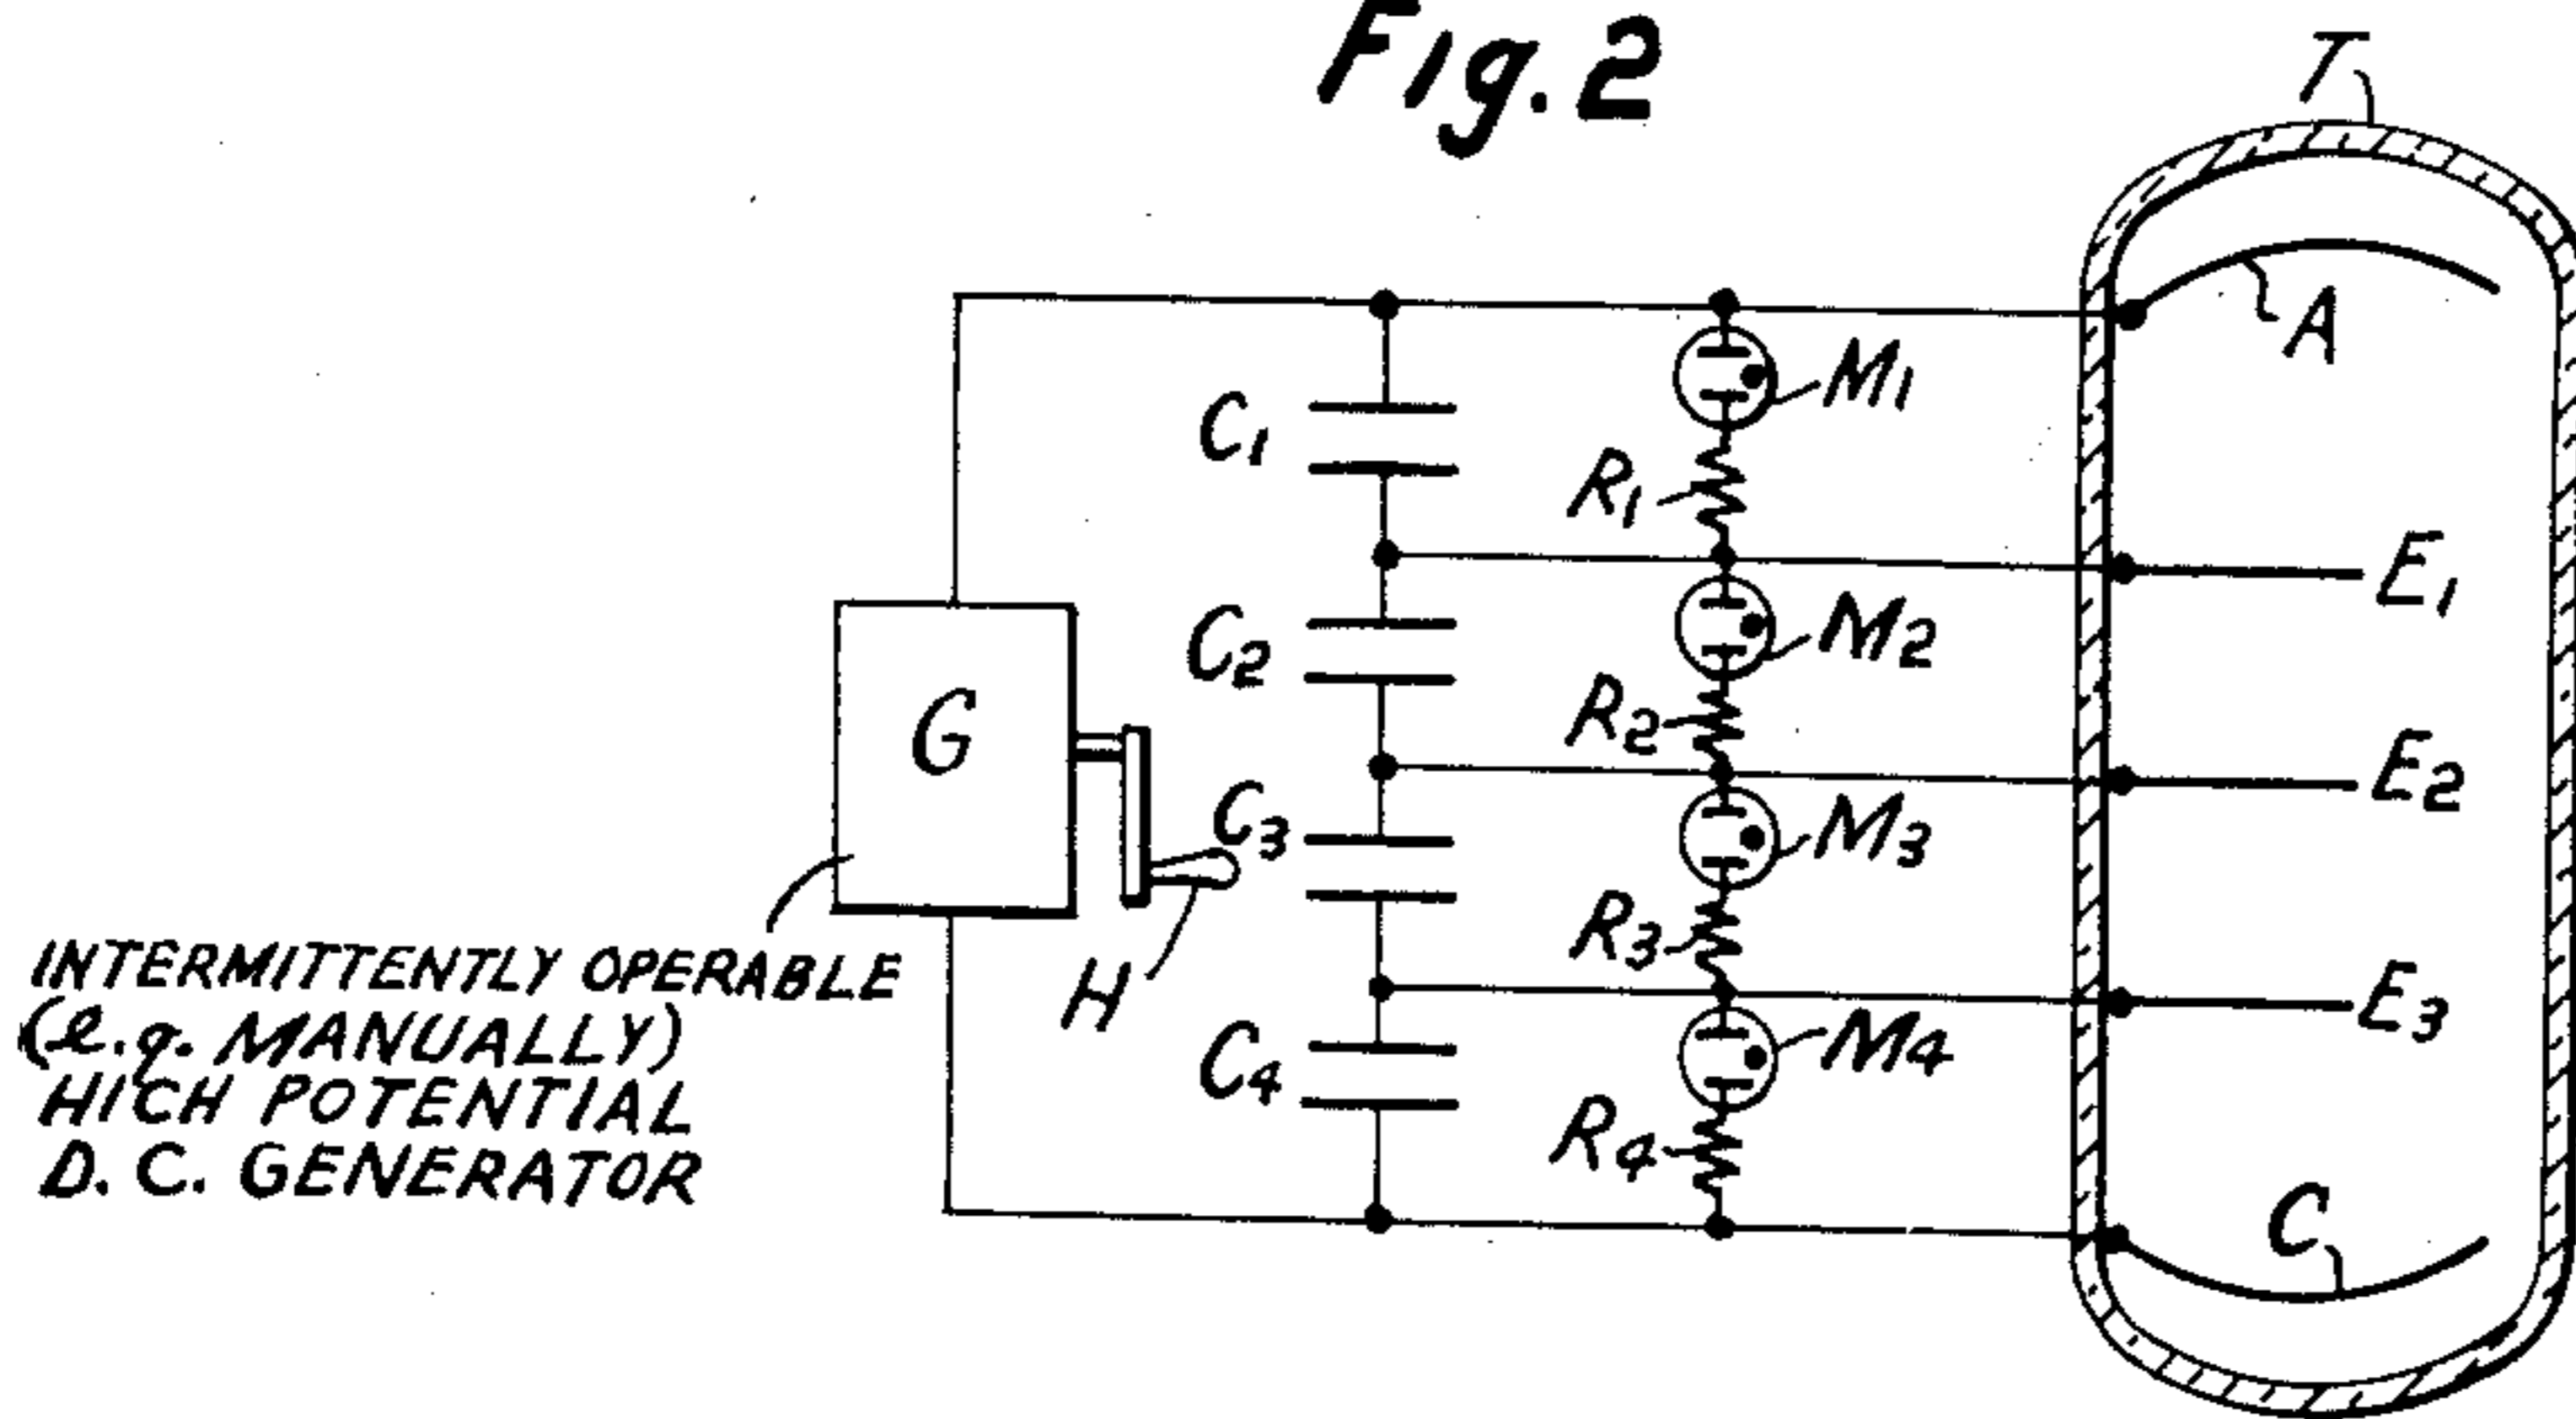 Fig. 2
T
A
C1
M1
R1
E1
C2
M2
R2
G
E2
C3
M3
R3
H
E3
INTERMITTENTLY OPERABLE
(e.g. MANUALLY)
HIGH POTENTIAL
D.C. GENERATOR
C4
M4
R4
C